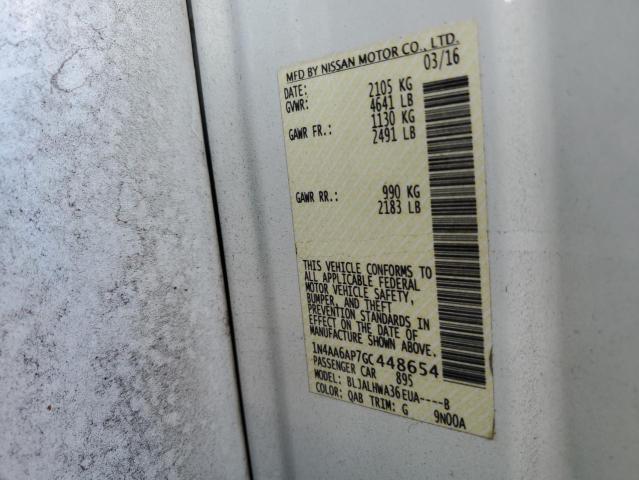 MFD BY NISSAN MOTOR CO., LTD.
DATE: 03/16
GVWR: 2105 KG
4641 LB
GAWR FR.: 1130 KG
2491 LB
GAWR RR.: 990 KG
2183 LB
THIS VEHICLE CONFORMS TO
ALL APPLICABLE FEDERAL
MOTOR VEHICLE SAFETY,
BUMPER, AND THEFT
PREVENTION STANDARDS IN
EFFECT ON THE DATE OF
MANUFACTURE SHOWN ABOVE.
1N4AA6AP7GC448654
PASSENGER CAR 895
MODEL: BLJALHWA36EUA----B
COLOR: QAB TRIM: G 9N00A